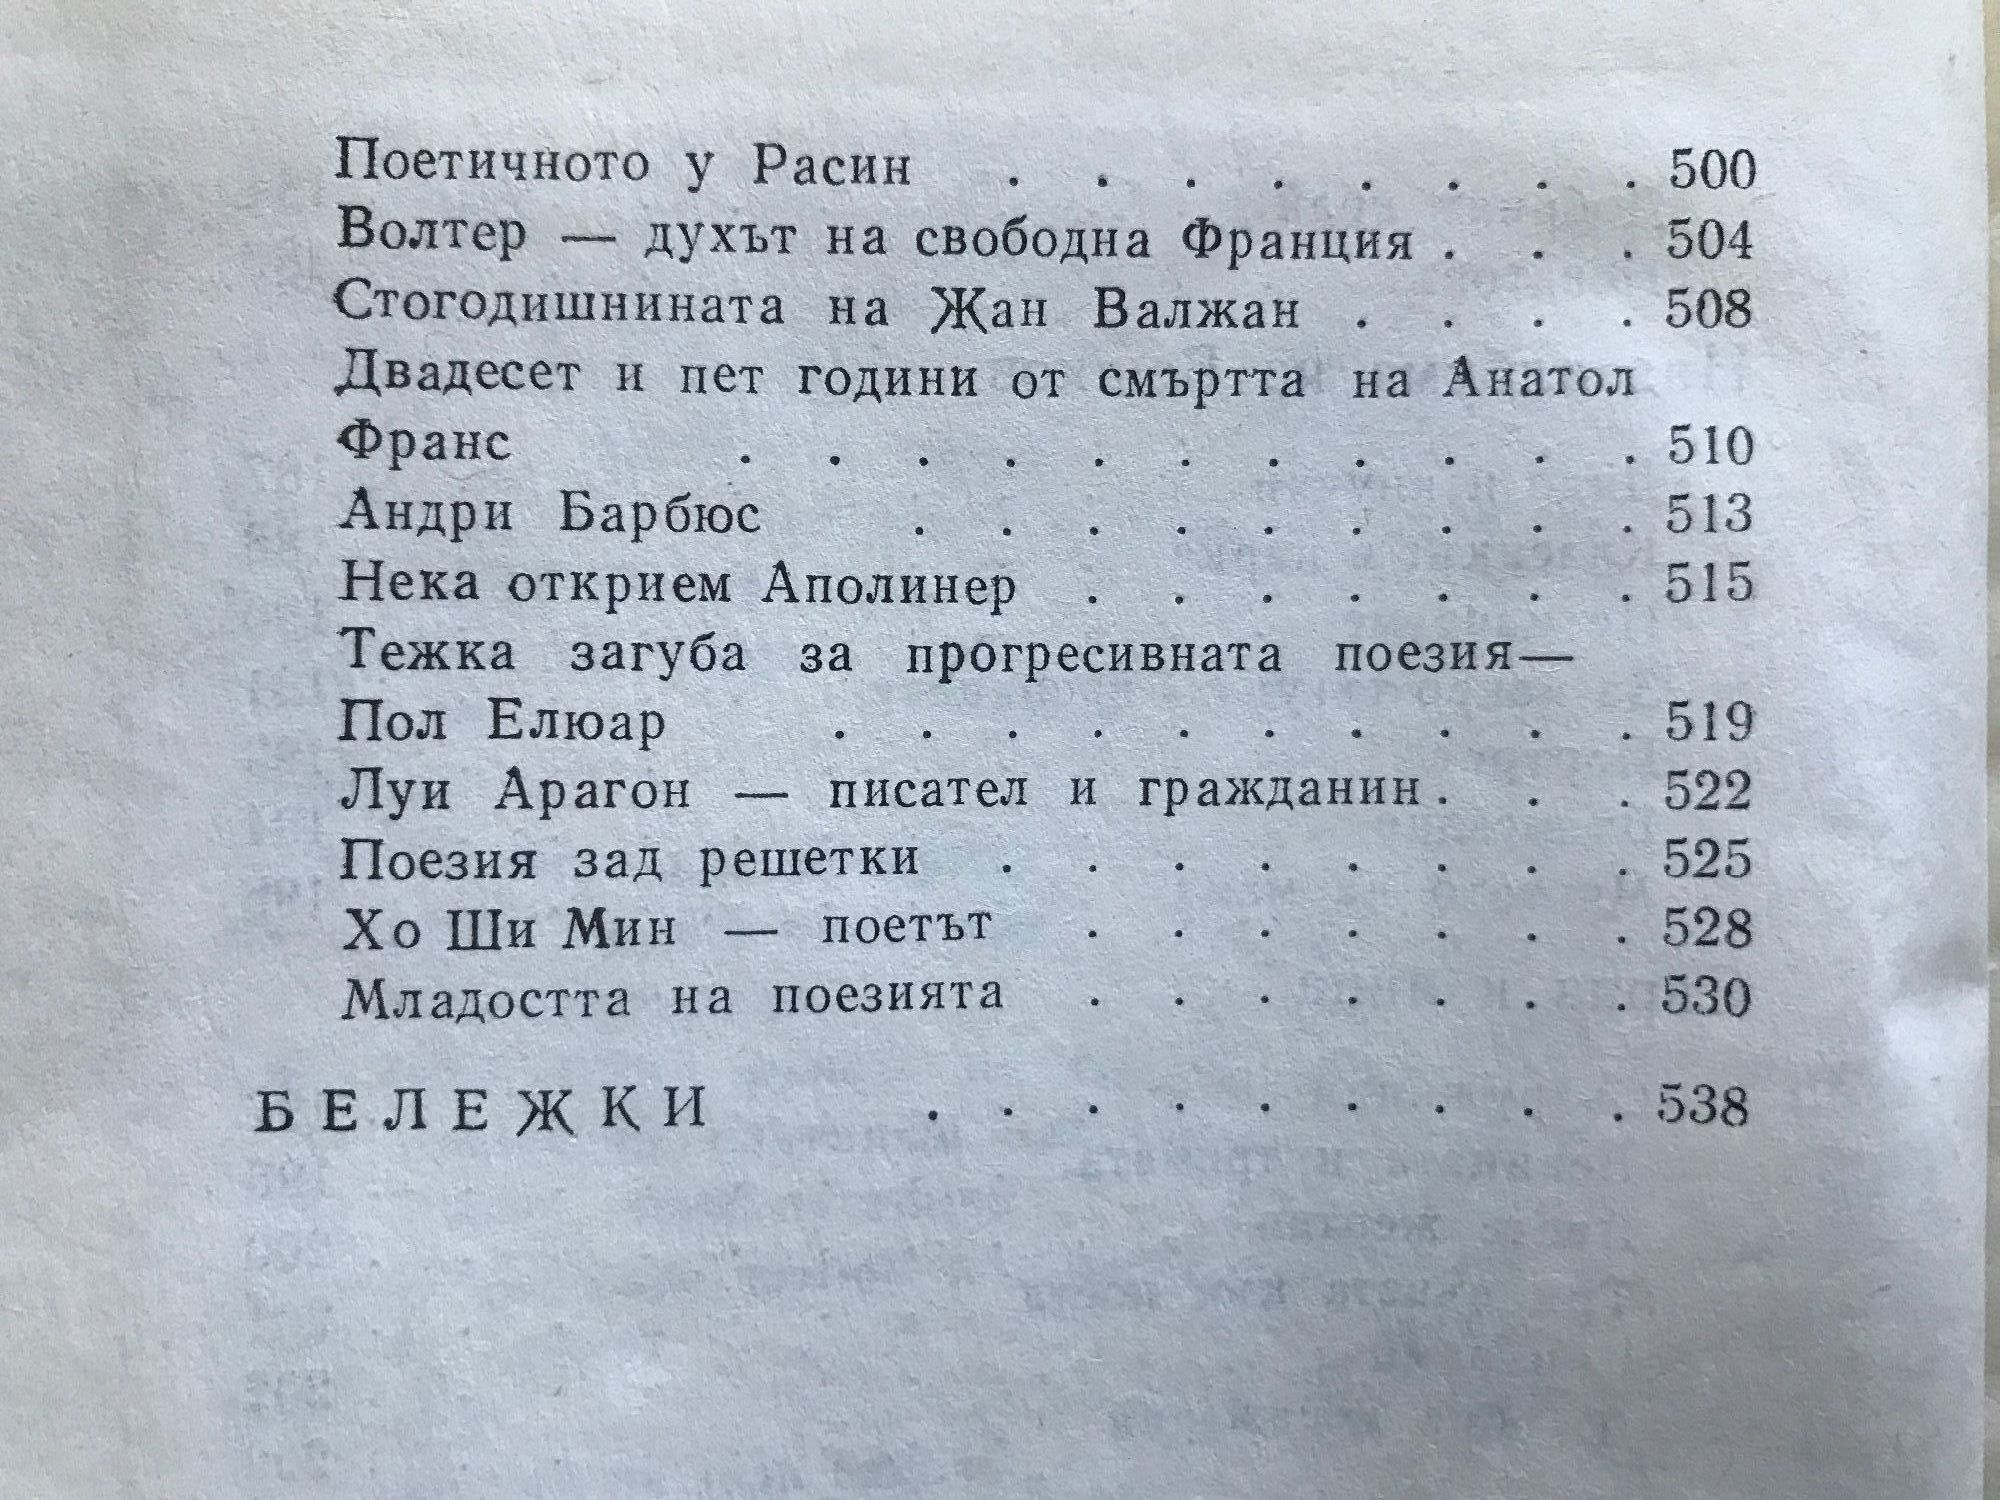 Поетичното у Расин . . . . . . . . 500
Волтер — духът на свободна Франция . . . 504
Стогодишнината на Жан Валжан . . . . 508
Двадесет и пет години от смъртта на Анатол
Франс . . . . . . . . . . . 510
Андри Барбюс . . . . . . . . . 513
Нека открием Аполинер . . . . . . . 515
Тежка загуба за прогресивната поезия—
Пол Елюар . . . . . . . . . . 519
Луи Арагон — писател и гражданин . . . 522
Поезия зад решетки . . . . . . . . 525
Хо Ши Мин — поетът . . . . . . . 528
Младостта на поезията . . . . . . . 530
БЕЛЕЖКИ . . . . . . . . . 538